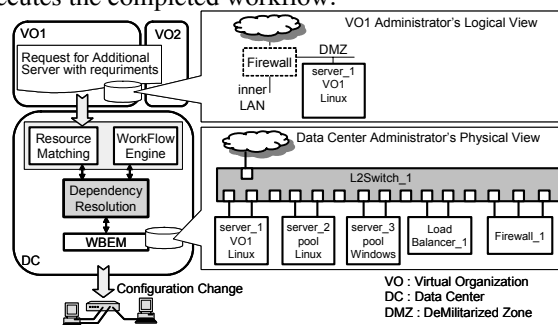 ecutes the completed workflow.
VO1
VO2
Request for Additional
Server with requriments
VO1 Administrator's Logical View
DMZ
Firewall
inner
LAN
server_1
VO1
Linux
Resource
Matching
WorkFlow
Engine
Dependency
Resolution
WBEM
DC
Data Center Administrator's Physical View
L2Switch_1
server_1
VO1
Linux
server_2
pool
Linux
server_3
pool
Windows
Load
Balancer_1
Firewall_1
Configuration Change
VO : Virtual Organization
DC : Data Center
DMZ : DeMilitarized Zone